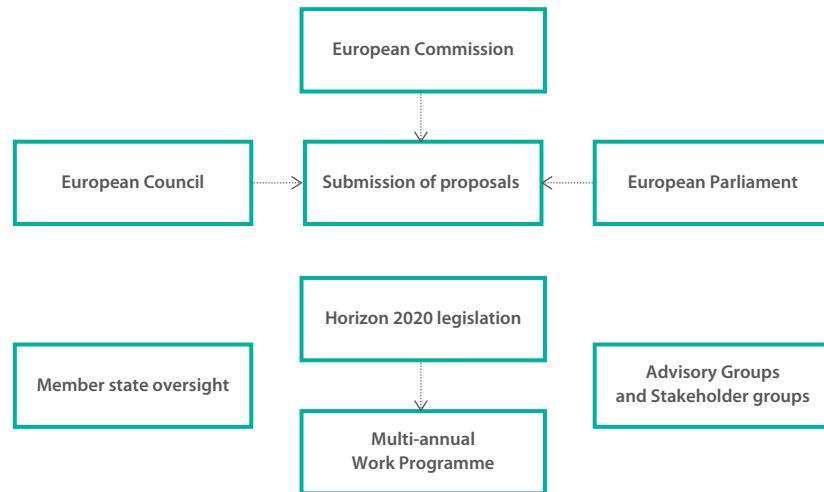 European Commission
European Council
Submission of proposals
European Parliament
Horizon 2020 legislation
Member state oversight
Advisory Groups
and Stakeholder groups
Multi-annual
Work Programme